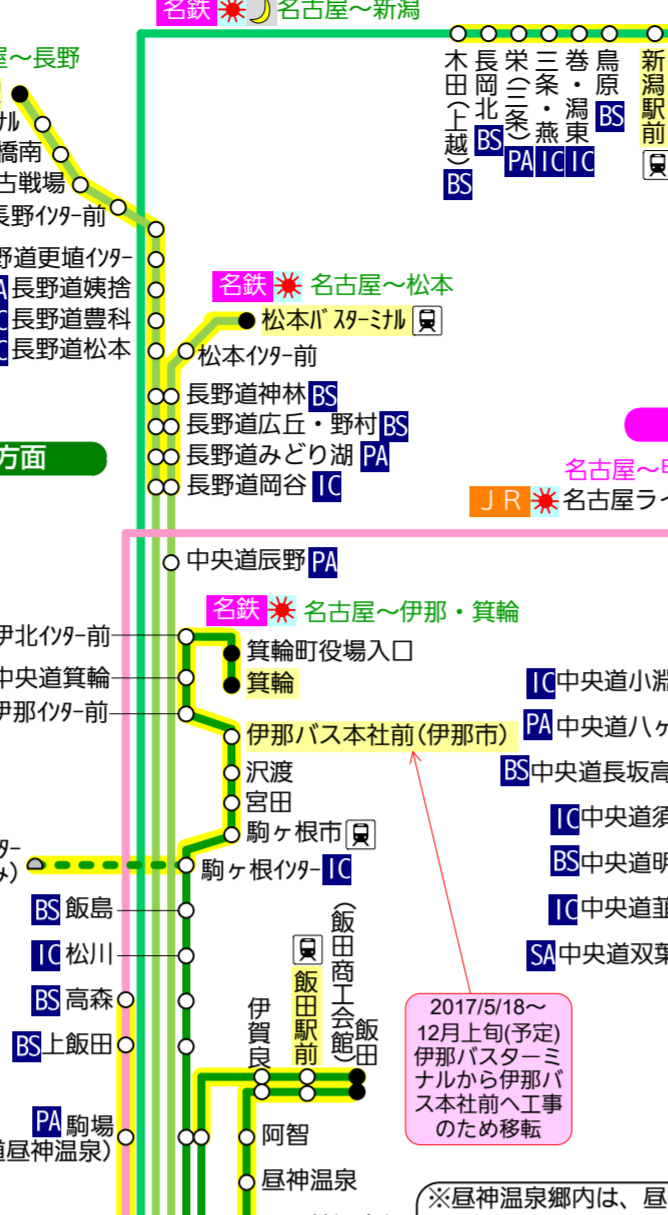 名鉄 名古屋～新潟
屋～長野
木田(上越) BS
長岡北 BS
栄(三条) PA
三条・燕 IC
巻・潟東 IC
鳥原 BS
新潟駅前
ﾅﾙ
橋南
古戦場
長野ｲﾝﾀｰ前
野道更埴ｲﾝﾀｰ
長野道姨捨
長野道豊科
長野道松本
名鉄 名古屋～松本
松本ﾊﾞｽﾀｰﾐﾅﾙ
松本ｲﾝﾀｰ前
長野道神林 BS
長野道広丘・野村 BS
長野道みどり湖 PA
長野道岡谷 IC
方面
名古屋～
ＪＲ 名古屋ラ
中央道辰野 PA
名鉄 名古屋～伊那・箕輪
伊北ｲﾝﾀｰ前
箕輪町役場入口
中央道箕輪
箕輪
伊那ｲﾝﾀｰ前
伊那バス本社前(伊那市)
沢渡
宮田
駒ヶ根市
駒ヶ根ｲﾝﾀｰ IC
IC 中央道小淵
PA 中央道八ヶ
BS 中央道長坂高
IC 中央道須
BS 中央道明
IC 中央道韮
SA 中央道双葉
BS 飯島
IC 松川
BS 高森
BS 上飯田
PA 駒場
道昼神温泉)
伊賀良
飯田駅前
飯田
(飯田商工会館)
阿智
昼神温泉
2017/5/18～
12月上旬(予定)
伊那バスターミ
ナルから伊那バ
ス本社前へ工事
のため移転
※昼神温泉郷内は、昼